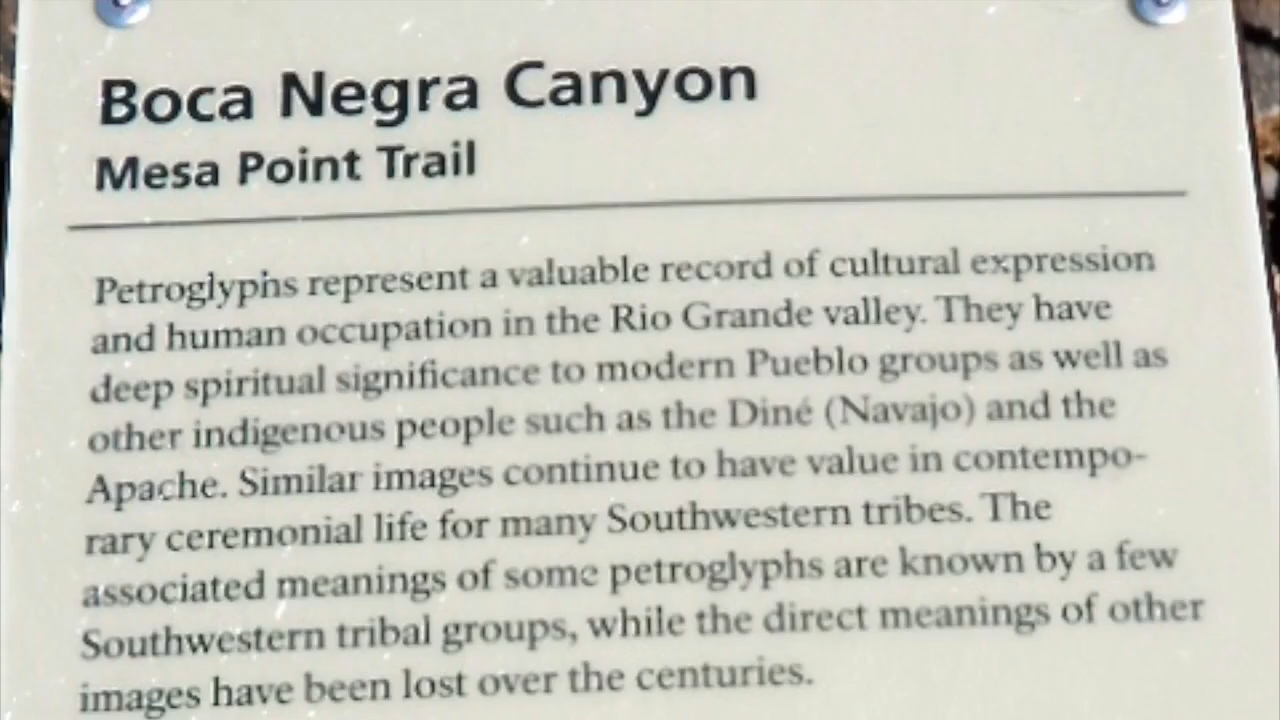 Boca Negra Canyon
Mesa Point Trail
Petroglyphs represent a valuable record of cultural expression
and human occupation in the Rio Grande valley. They have
deep spiritual significance to modern Pueblo groups as well as
other indigenous people such as the Diné (Navajo) and the
Apache. Similar images continue to have value in contempo-
rary ceremonial life for many Southwestern tribes. The
associated meanings of some petroglyphs are known by a few
Southwestern tribal groups, while the direct meanings of other
images have been lost over the centuries.